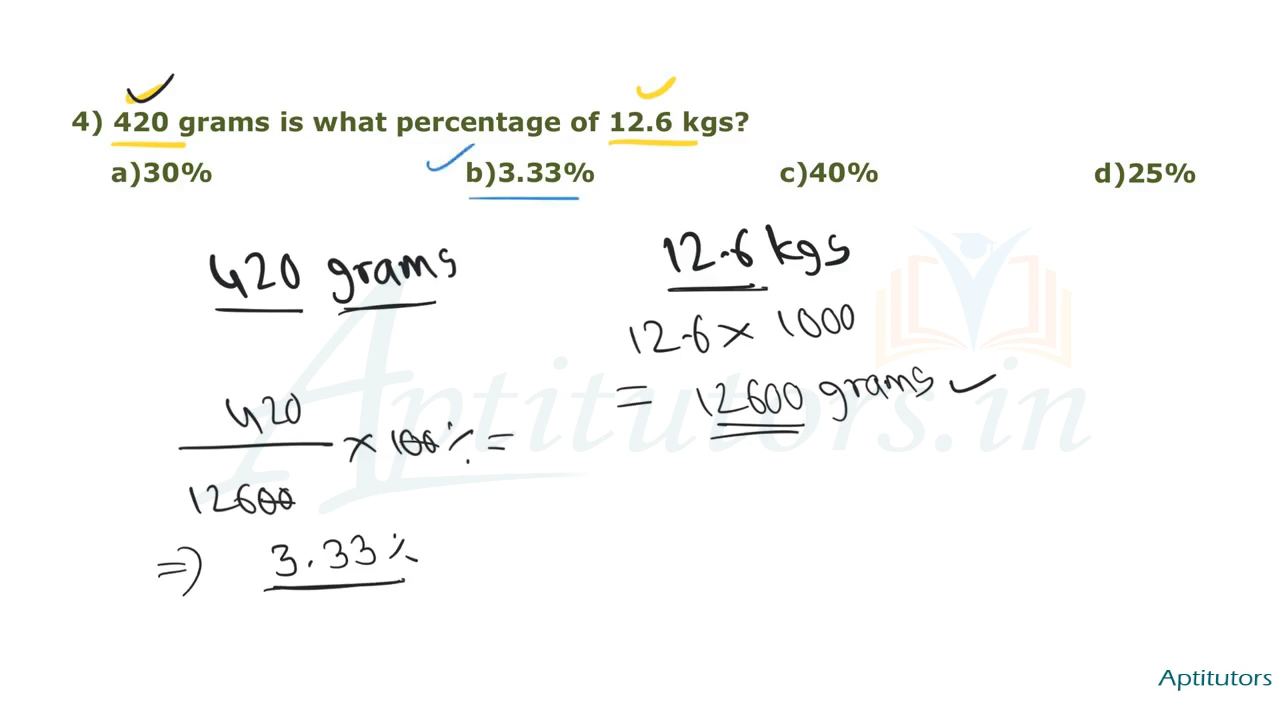 4) 420 grams is what percentage of 12.6 kgs?
a)30% b)3.33% c)40% d)25%
420 grams
12.6 kgs
12.6 x 1000
= 12600 grams
420
12600
x 100% =
=> 3.33%
Aptitutors.in
Aptitutors